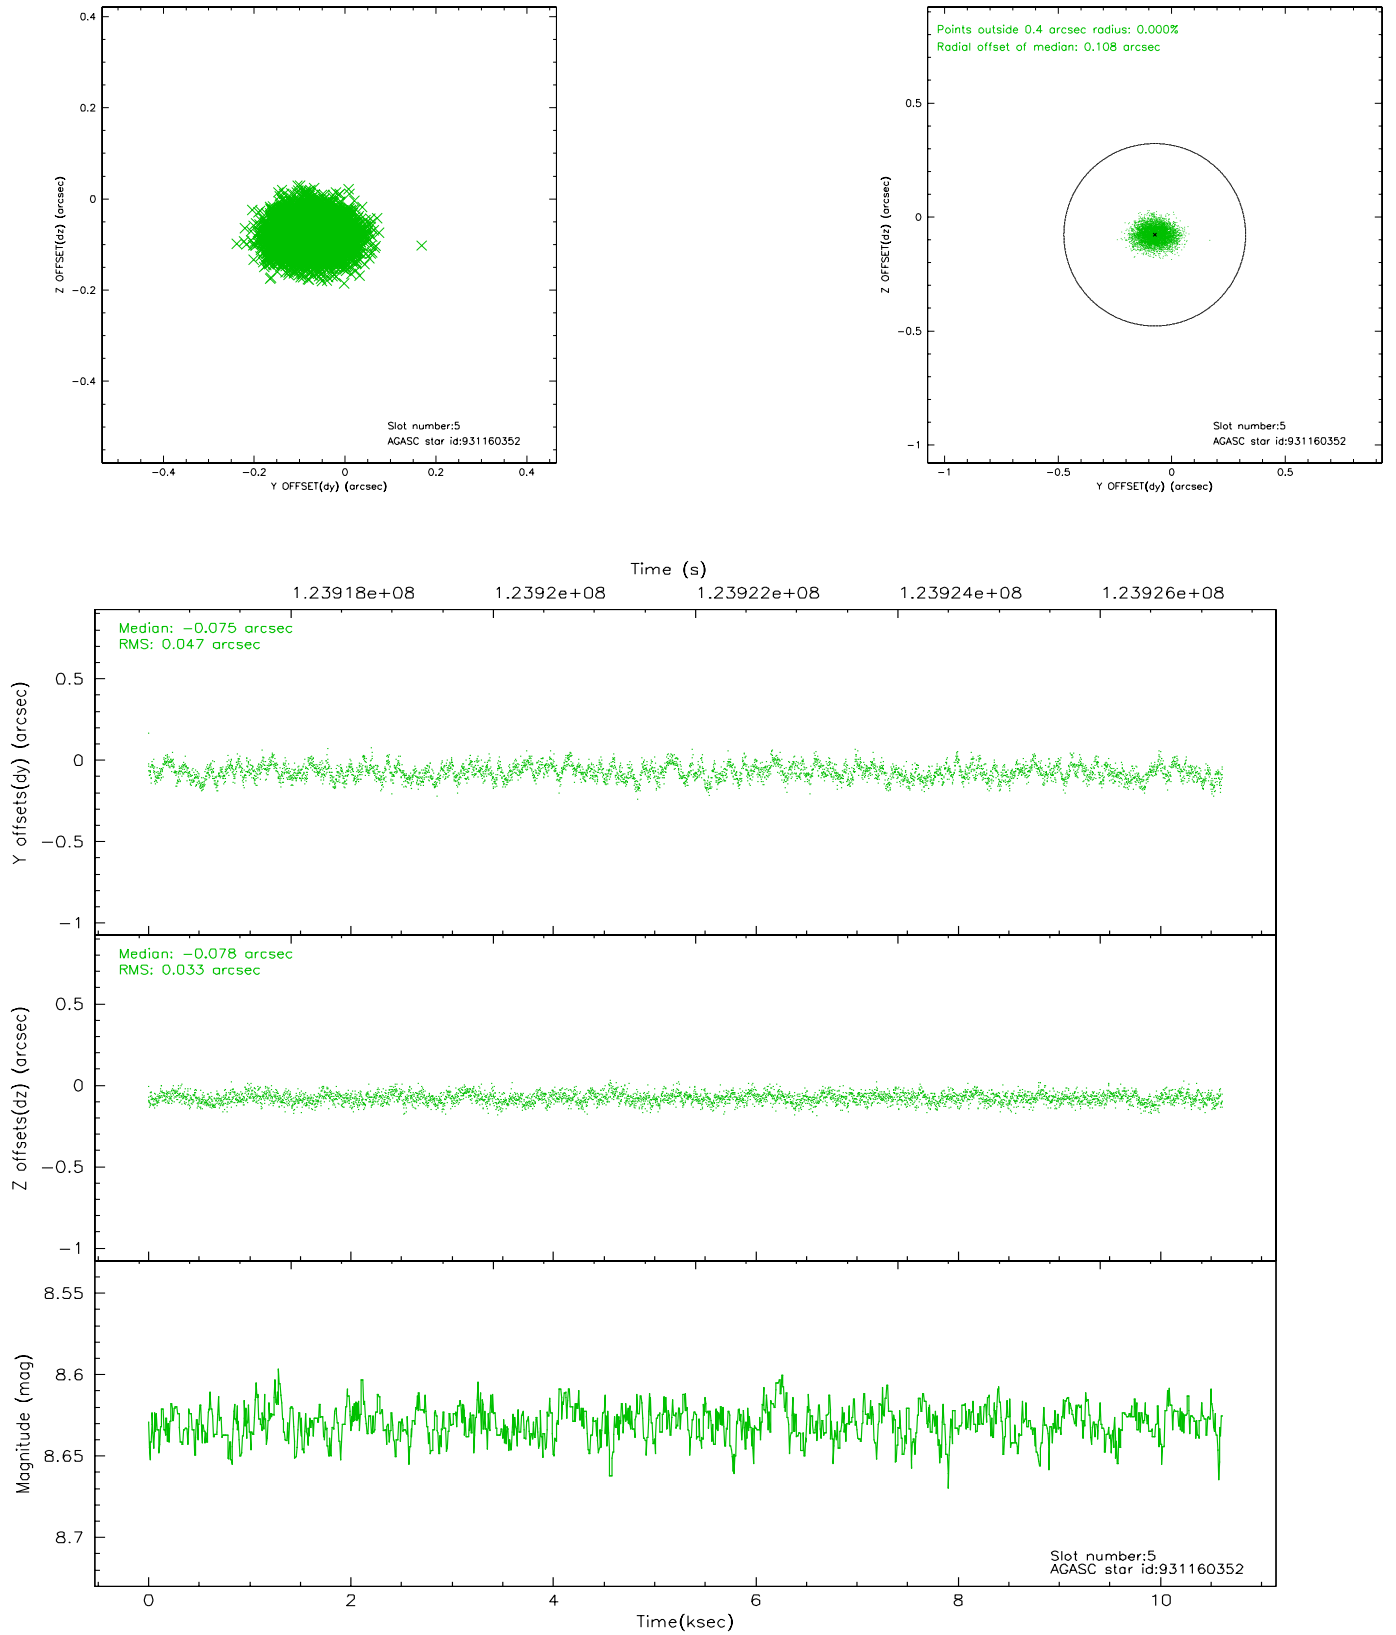 0.4
0.2
0
−0.2
−0.4
Z OFFSET(dz) (arcsec)
Slot number:5
AGASC star id:931160352
−0.4 −0.2 0 0.2 0.4
Y OFFSET(dy) (arcsec)
Points outside 0.4 arcsec radius: 0.000%
Radial offset of median: 0.108 arcsec
0.5
0
−0.5
−1
Z OFFSET(dz) (arcsec)
Slot number:5
AGASC star id:931160352
−1 −0.5 0 0.5
Y OFFSET(dy) (arcsec)
Time (s)
1.23918e+08 1.2392e+08 1.23922e+08 1.23924e+08 1.23926e+08
Median: −0.075 arcsec
RMS: 0.047 arcsec
0.5
0
−0.5
−1
Y offsets(dy) (arcsec)
Median: −0.078 arcsec
RMS: 0.033 arcsec
0.5
0
−0.5
−1
Z offsets(dz) (arcsec)
8.55
8.6
8.65
8.7
Magnitude (mag)
Slot number:5
AGASC star id:931160352
0 2 4 6 8 10
Time(ksec)